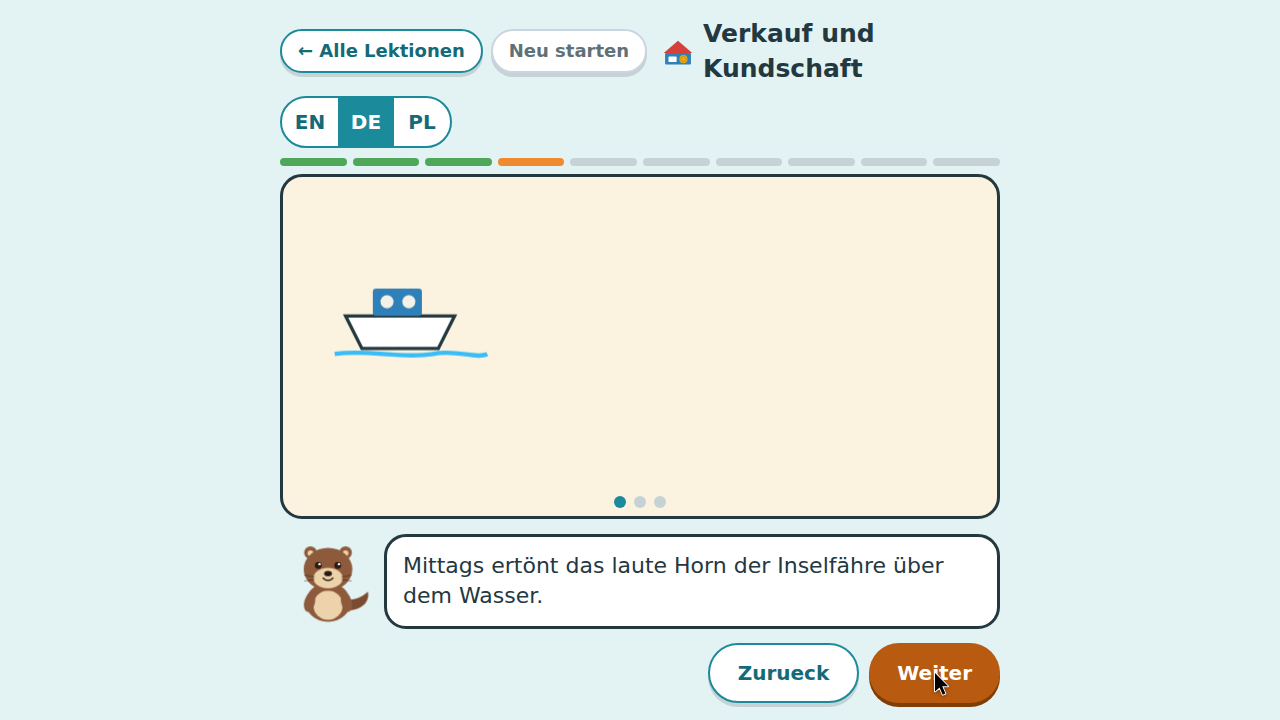 ← Alle Lektionen
Neu starten
Verkauf und
Kundschaft
EN DE PL
Mittags ertönt das laute Horn der Inselfähre über
dem Wasser.
Zurueck
Weiter